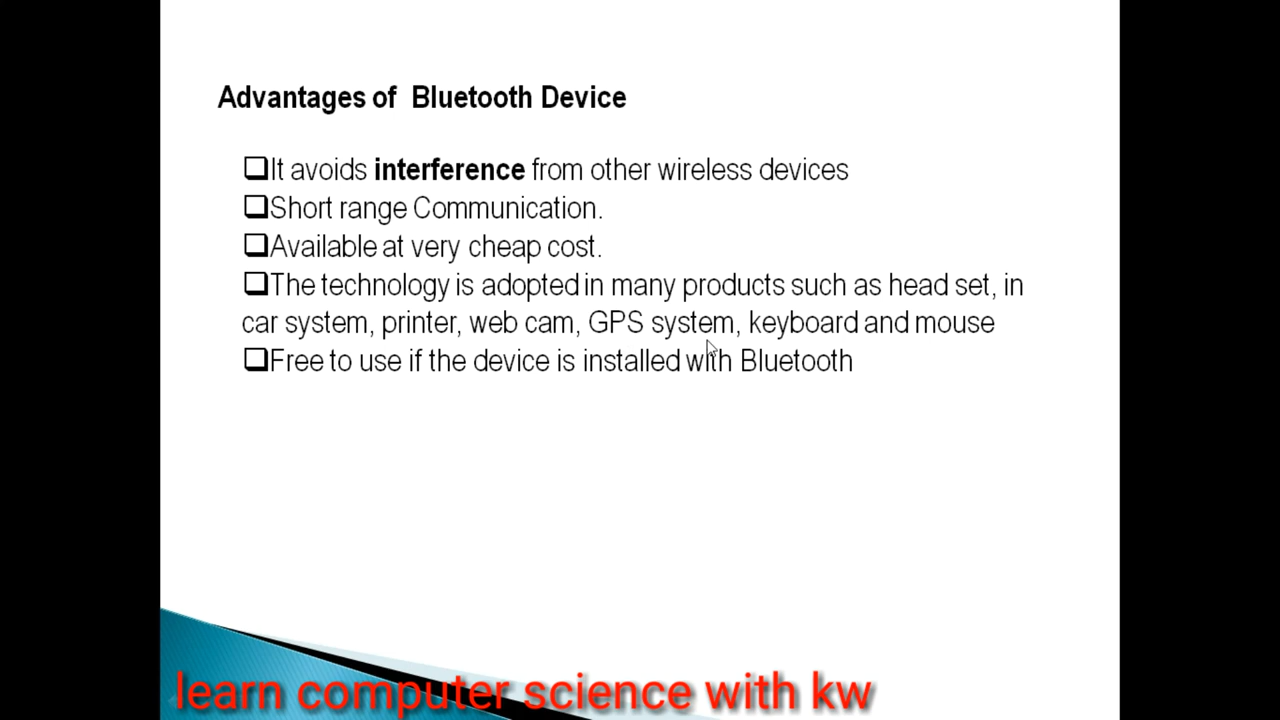 Advantages of Bluetooth Device
It avoids interference from other wireless devices
Short range Communication.
Available at very cheap cost.
The technology is adopted in many products such as head set, in
car system, printer, web cam, GPS system, keyboard and mouse
Free to use if the device is installed with Bluetooth
learn computer science with kw